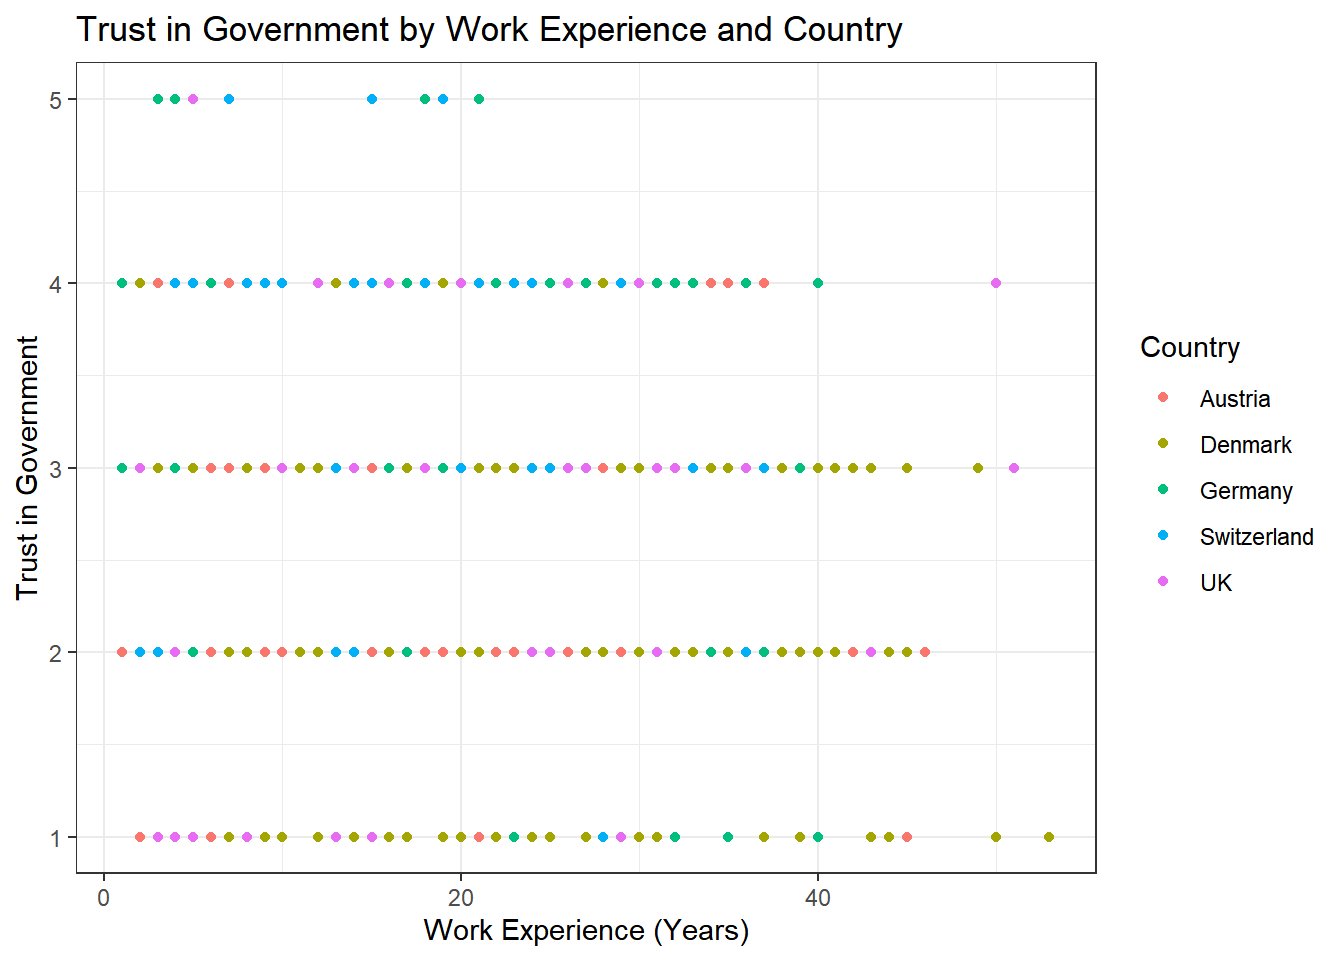 Trust in Government by Work Experience and Country
5
4
3
2
1
Trust in Government
0 20 40
Work Experience (Years)
Country
Austria
Denmark
Germany
Switzerland
UK